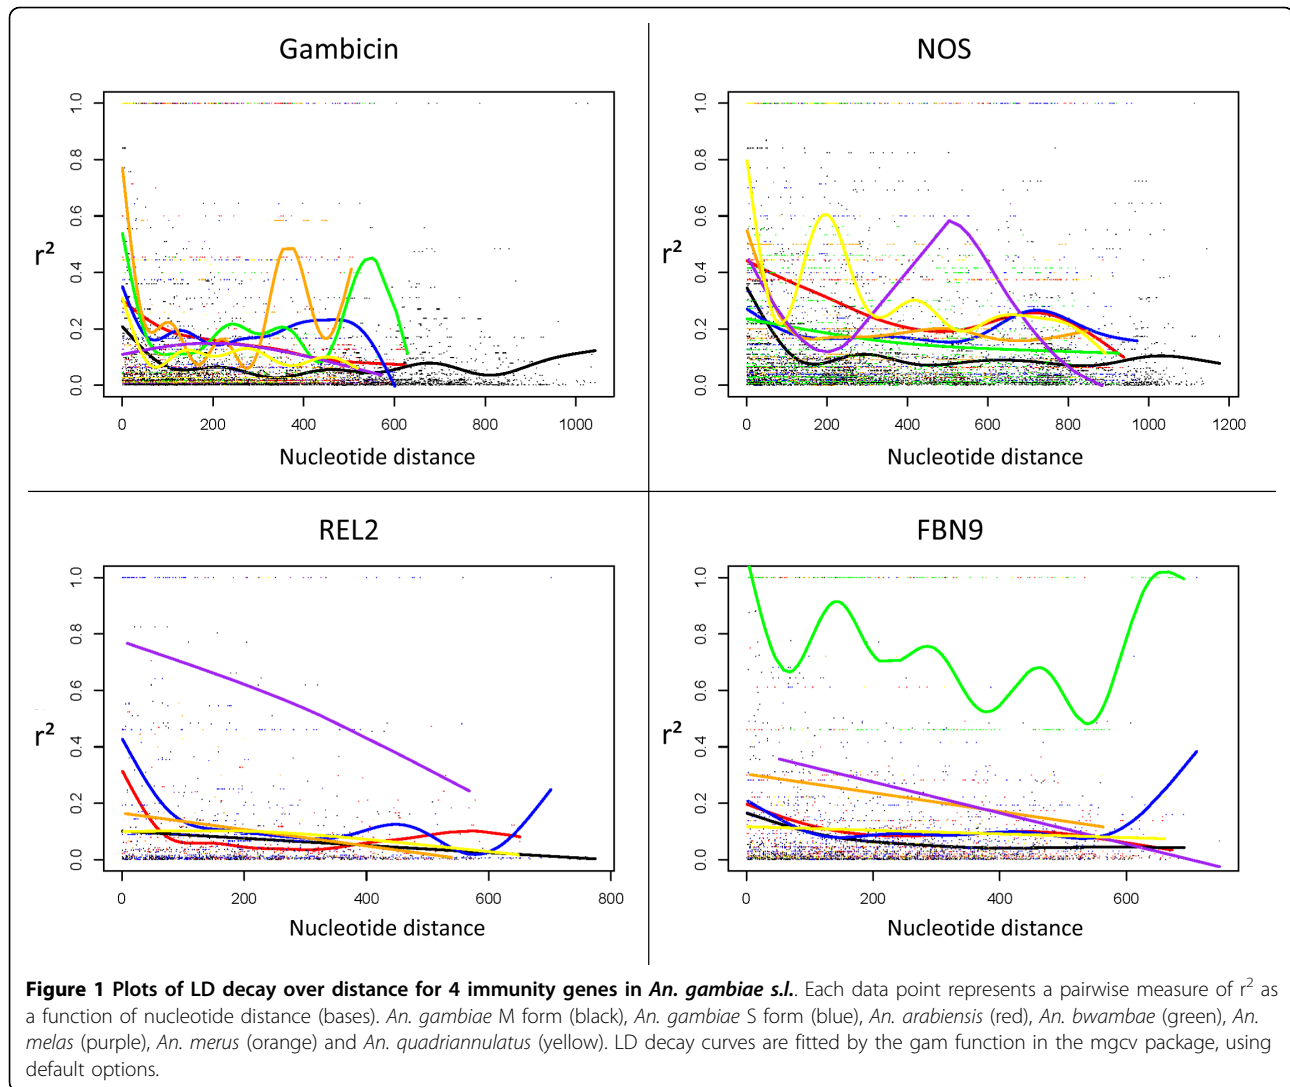 Gambicin
1.0
0.8
0.6
0.4
0.2
0.0
r²
0 200 400 600 800 1000
Nucleotide distance
NOS
1.0
0.8
0.6
0.4
0.2
0.0
r²
0 200 400 600 800 1000 1200
Nucleotide distance
REL2
1.0
0.8
0.6
0.4
0.2
0.0
r²
0 200 400 600 800
Nucleotide distance
FBN9
1.0
0.8
0.6
0.4
0.2
0.0
r²
0 200 400 600
Nucleotide distance
Figure 1 Plots of LD decay over distance for 4 immunity genes in An. gambiae s.l.. Each data point represents a pairwise measure of r² as
a function of nucleotide distance (bases). An. gambiae M form (black), An. gambiae S form (blue), An. arabiensis (red), An. bwambae (green), An.
melas (purple), An. merus (orange) and An. quadriannulatus (yellow). LD decay curves are fitted by the gam function in the mgcv package, using
default options.